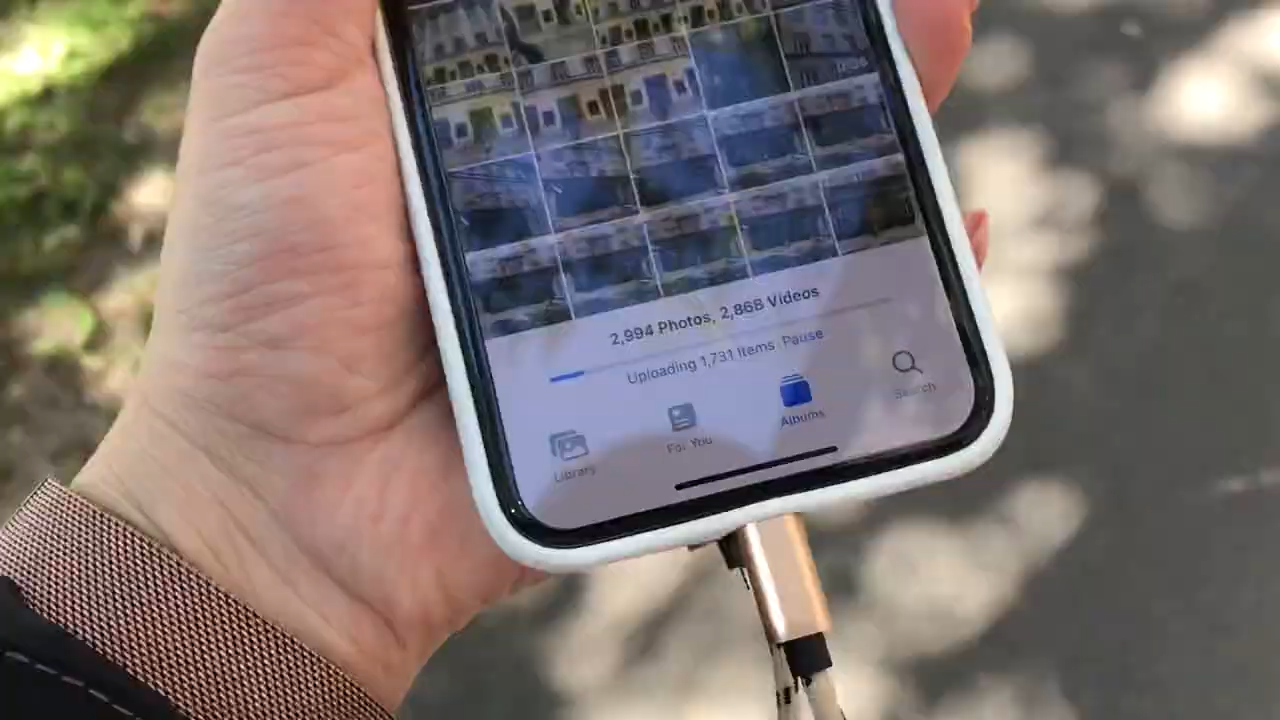 2,994 Photos, 2,868 Videos
Uploading 1,731 Items Pause
Library
For You
Albums
Search